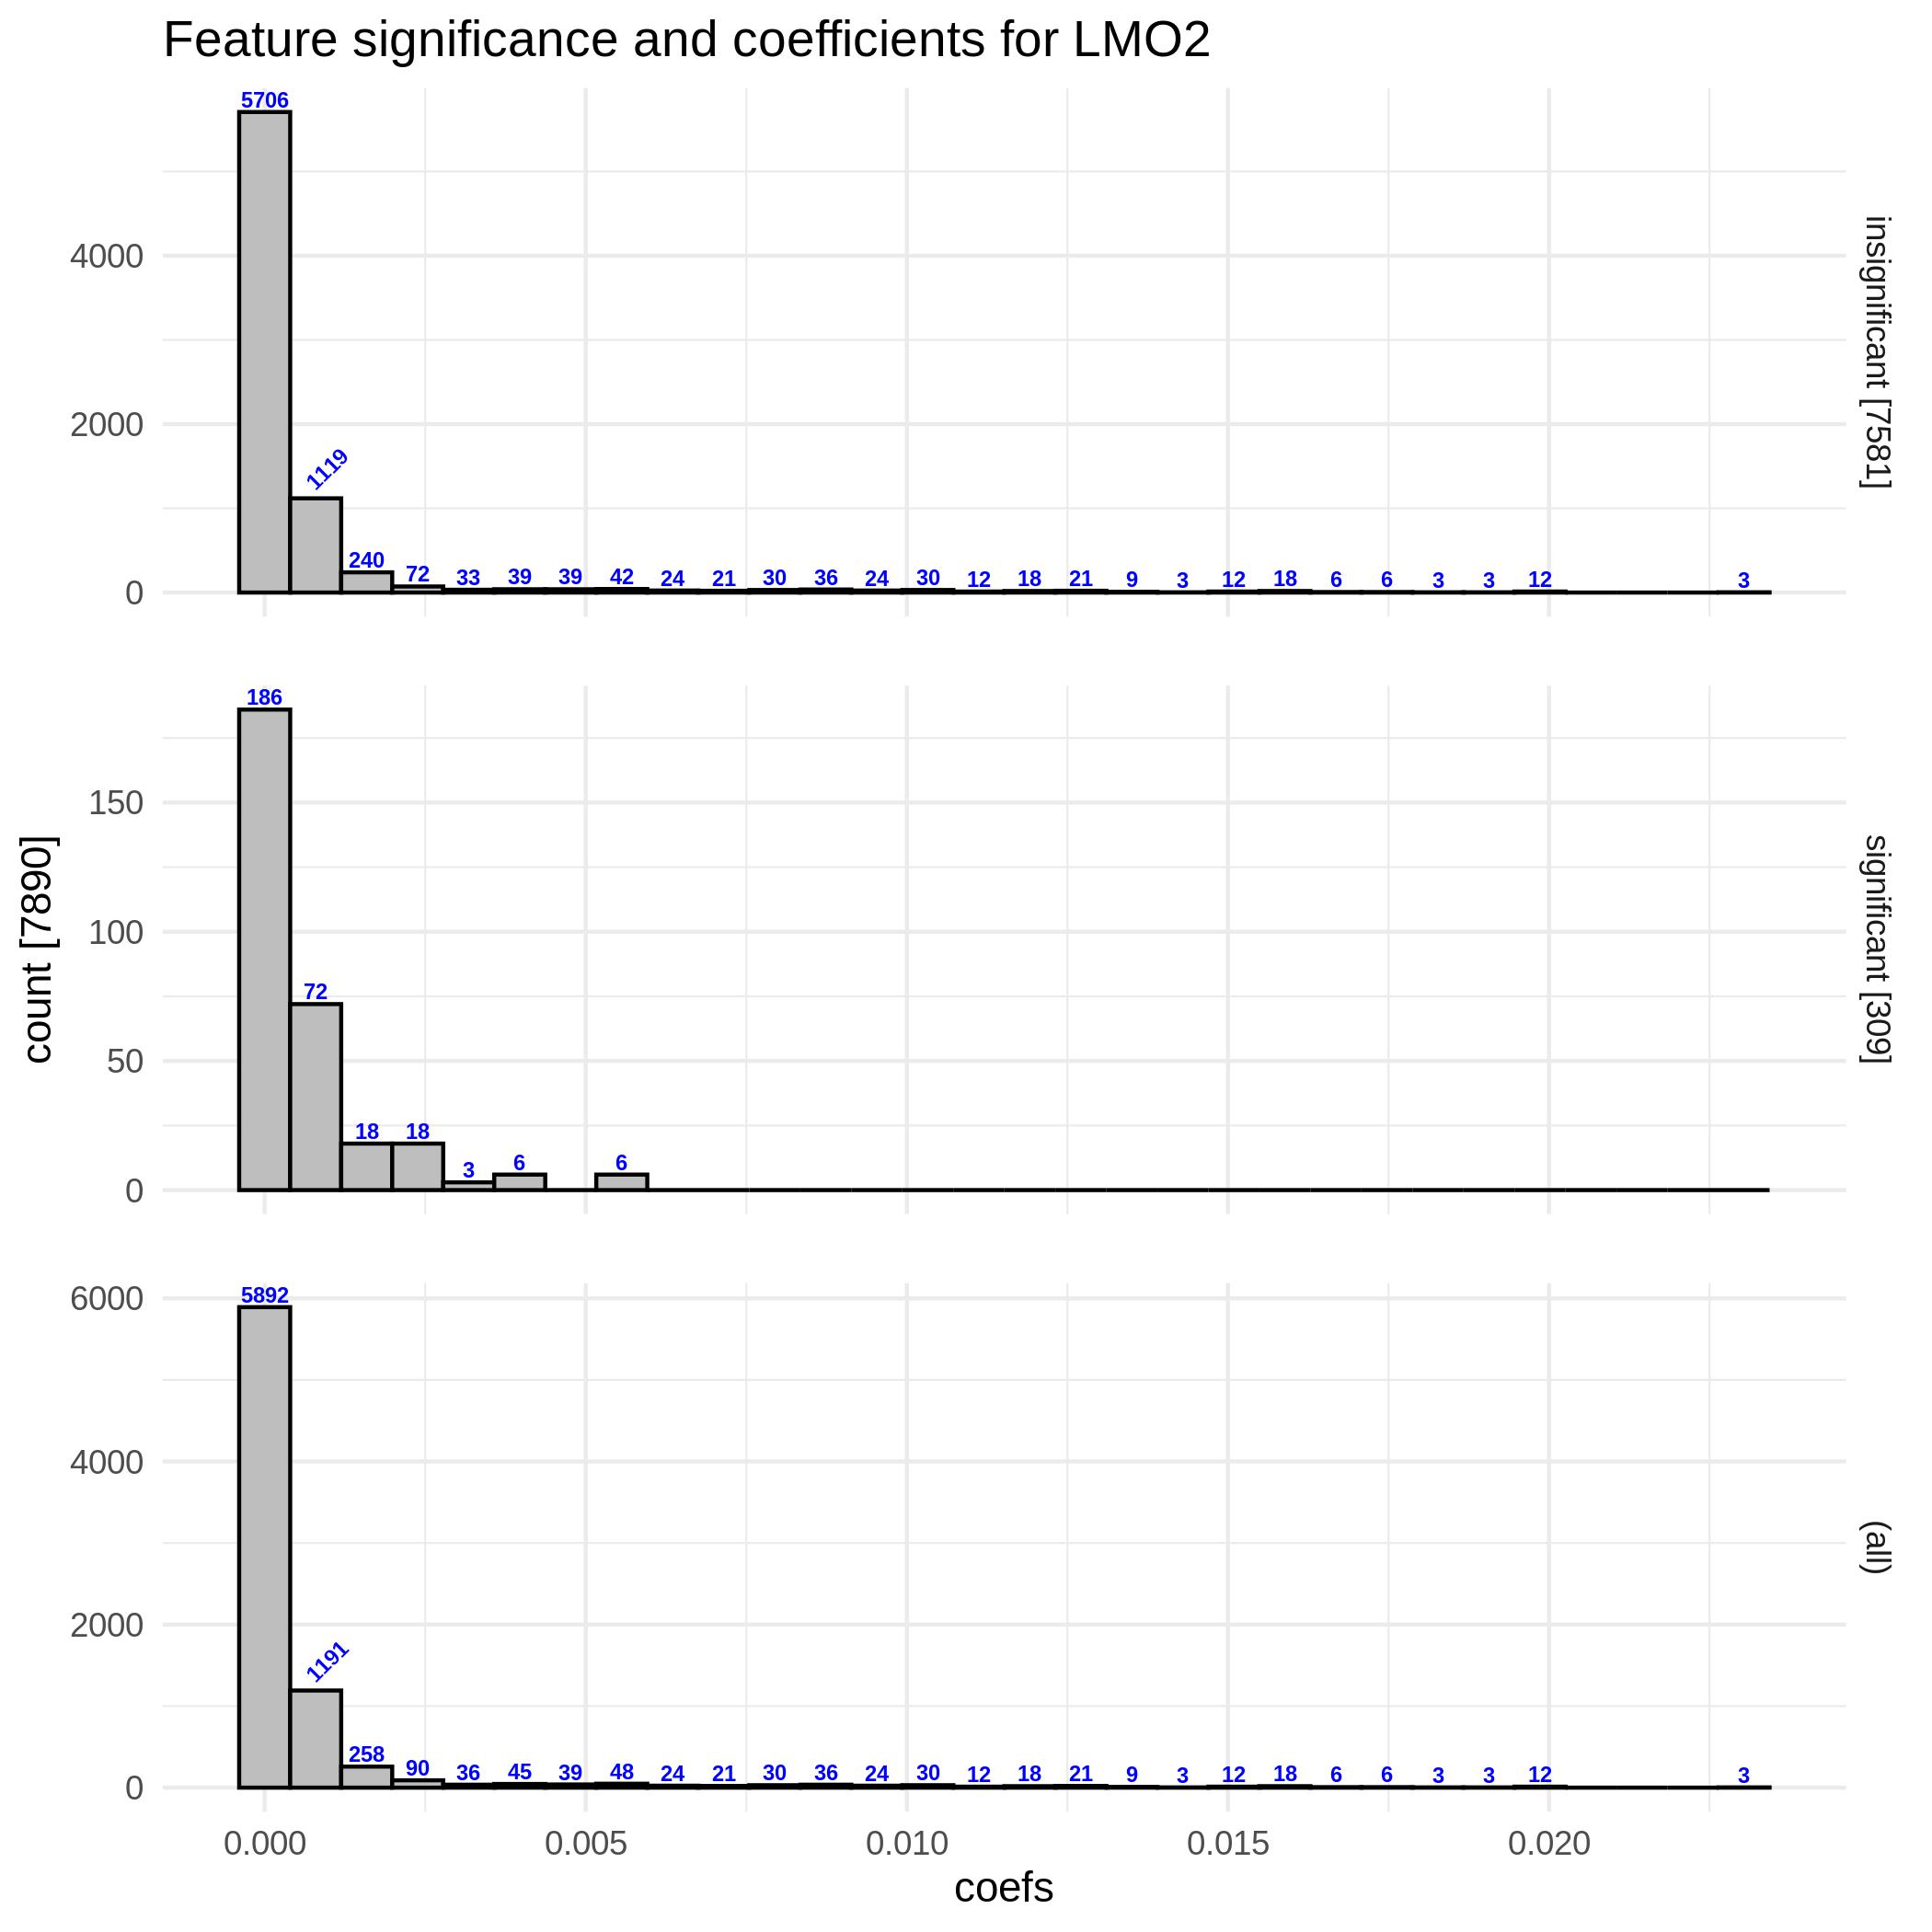 Feature significance and coefficients for LMO2
5706
4000
2000
0
1119
240 72 33 39 39 42 24 21 30 36 24 30 12 18 21 9 3 12 18 6 6 3 3 12 3
insignificant [7581]
count [7890]
186
150
100
50
0
72
18 18 3 6 6
significant [309]
6000
5892
4000
2000
0
1191
258 90 36 45 39 48 24 21 30 36 24 30 12 18 21 9 3 12 18 6 6 3 3 12 3
(all)
0.000 0.005 0.010 0.015 0.020
coefs